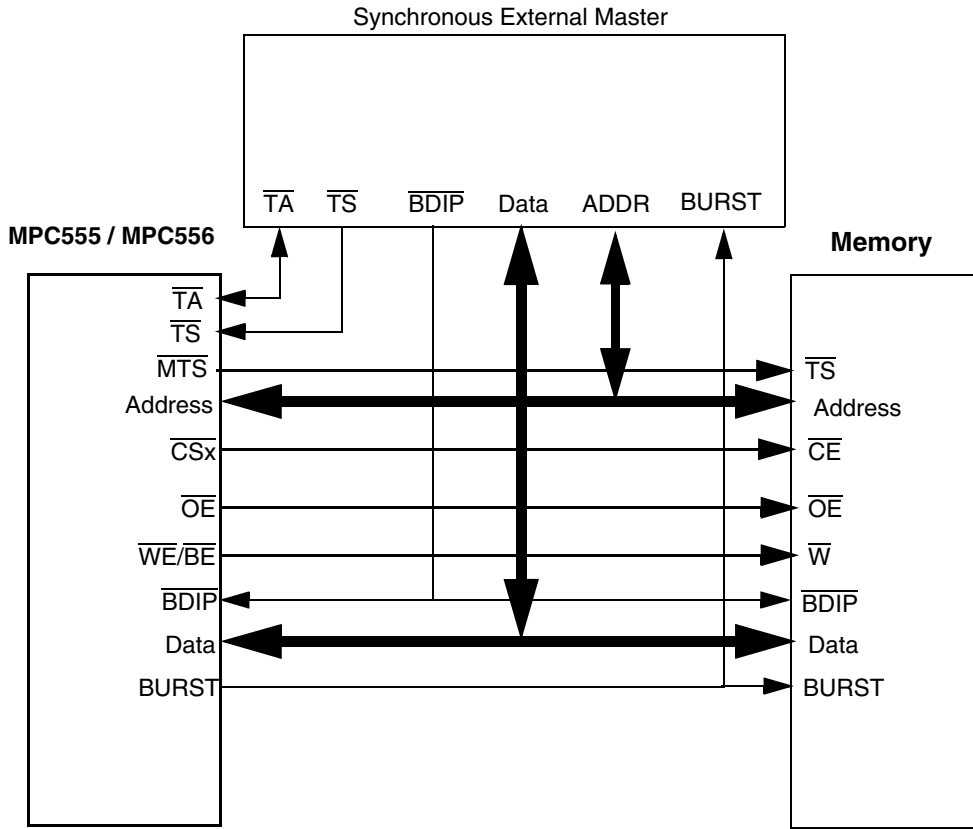 Synchronous External Master
TA TS BDIP Data ADDR BURST
MPC555 / MPC556
Memory
TA
TS
MTS
TS
Address
Address
CSx
CE
OE
OE
WE/BE
W
BDIP
BDIP
Data
Data
BURST
BURST